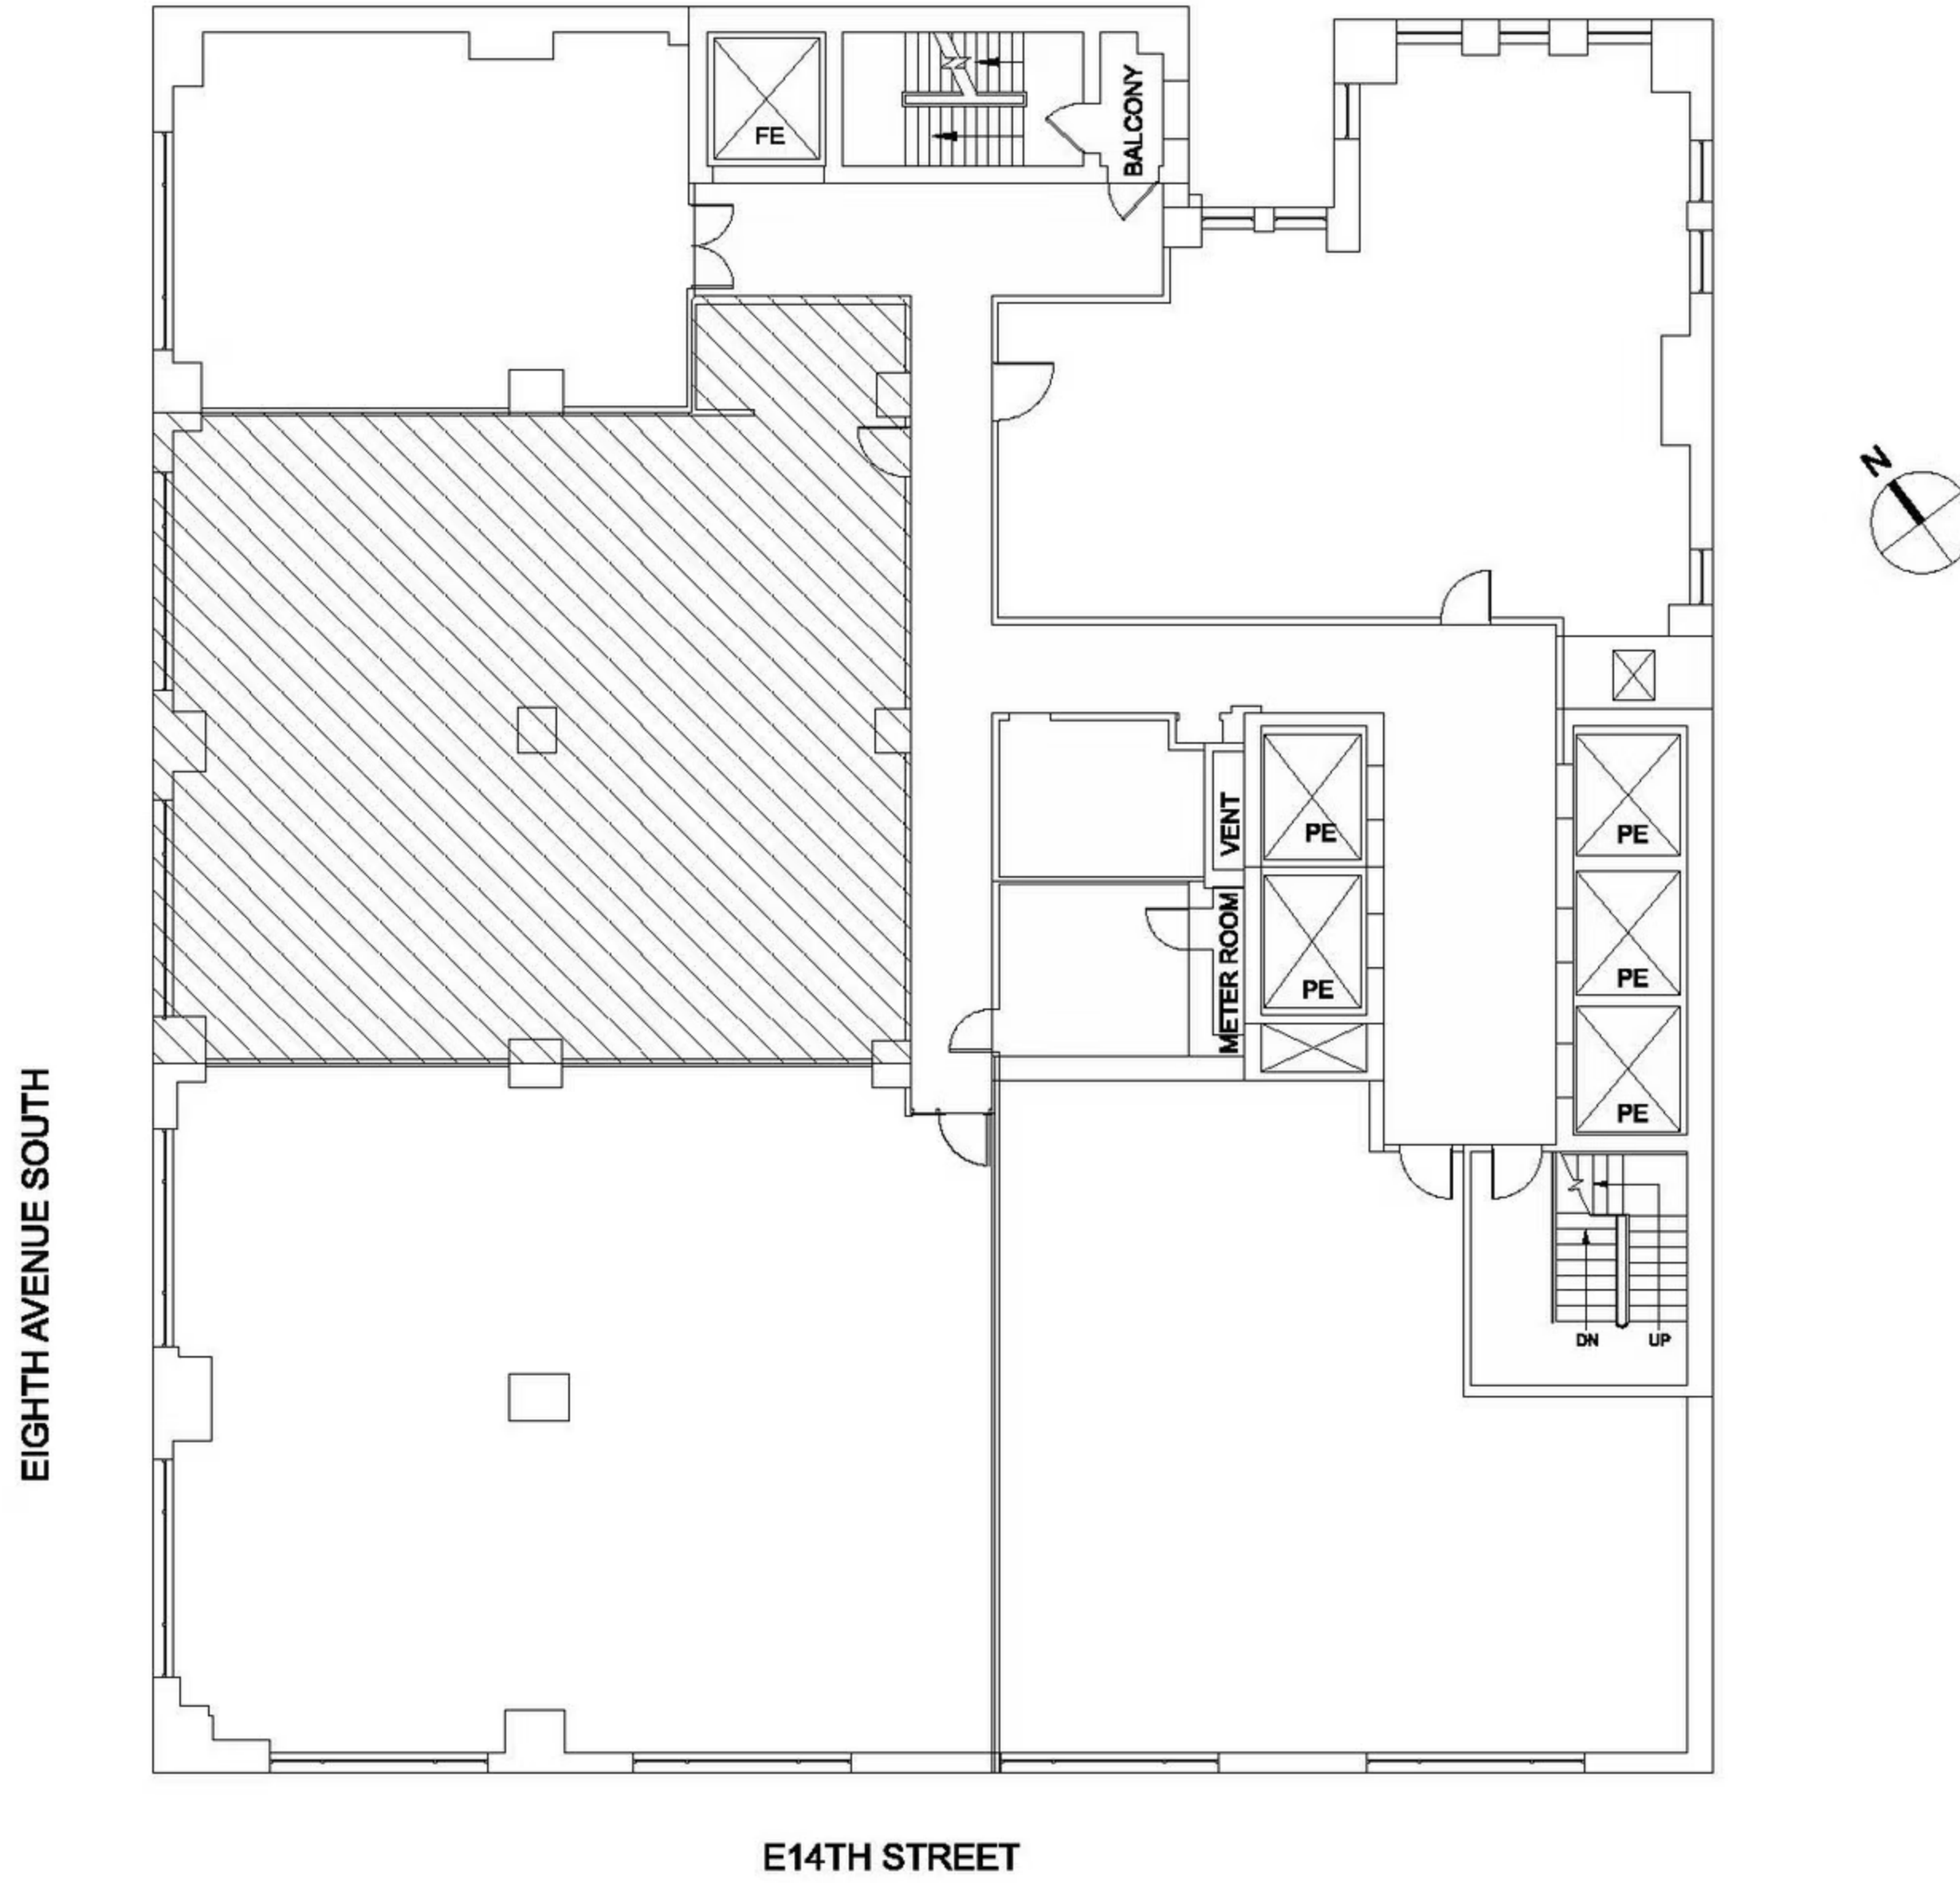 FE
BALCONY
N
VENT
PE
PE
METER ROOM
PE
PE
PE
DN
UP
EIGHTH AVENUE SOUTH
E14TH STREET